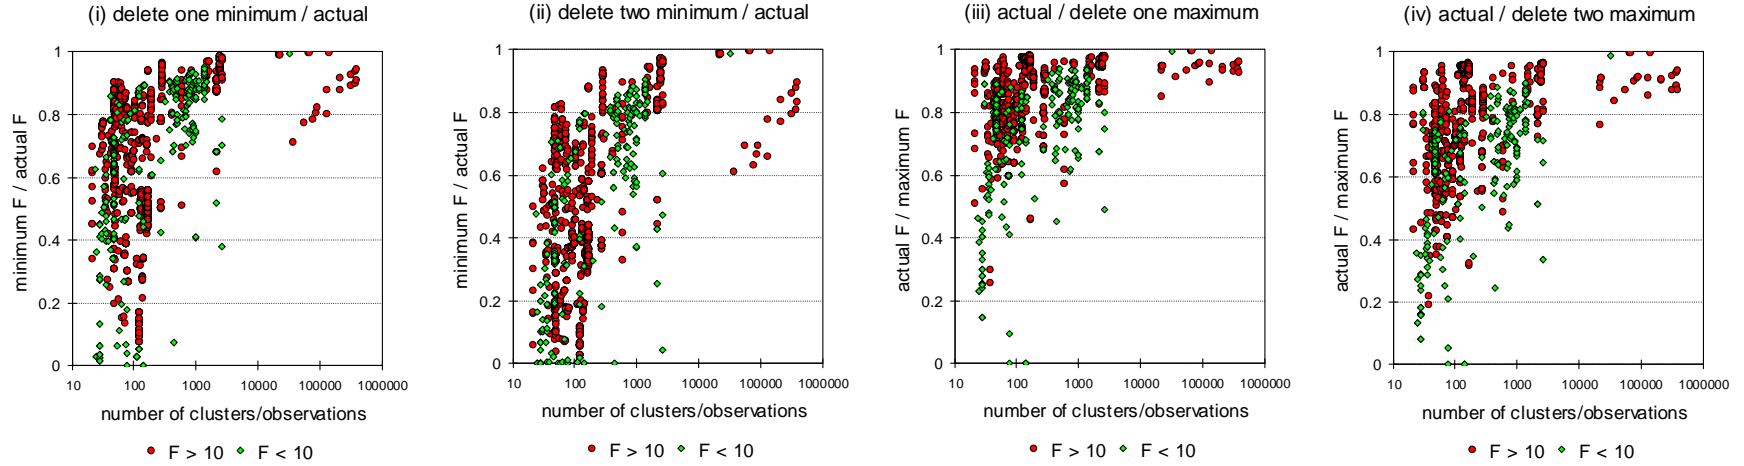 (i) delete one minimum / actual
minimum F / actual F
1
0.8
0.6
0.4
0.2
0
10 100 1000 10000 100000 1000000
number of clusters/observations
F > 10 F < 10
(ii) delete two minimum / actual
minimum F / actual F
1
0.8
0.6
0.4
0.2
0
10 100 1000 10000 100000 1000000
number of clusters/observations
F > 10 F < 10
(iii) actual / delete one maximum
actual F / maximum F
1
0.8
0.6
0.4
0.2
0
10 100 1000 10000 100000 1000000
number of clusters/observations
F > 10 F < 10
(iv) actual / delete two maximum
actual F / maximum F
1
0.8
0.6
0.4
0.2
0
10 100 1000 10000 100000 1000000
number of clusters/observations
F > 10 F < 10